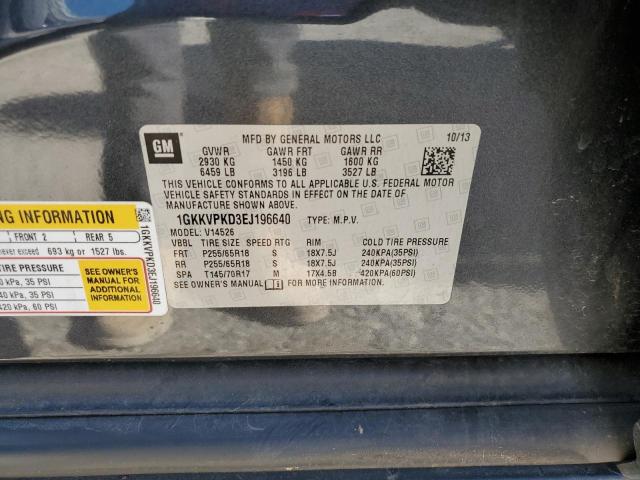 GM
MFD BY GENERAL MOTORS LLC
10/13
GVWR GAWR FRT GAWR RR
2930 KG 1450 KG 1600 KG
6459 LB 3196 LB 3527 LB
THIS VEHICLE CONFORMS TO ALL APPLICABLE U.S. FEDERAL MOTOR
VEHICLE SAFETY STANDARDS IN EFFECT ON THE DATE OF
MANUFACTURE SHOWN ABOVE.
1GKKVPKD3EJ196640 TYPE: M.P.V.
V14526
VBBL TIRE SIZE SPEED RTG RIM COLD TIRE PRESSURE
FRT P255/65R18 S 18X7.5J 240KPA(35PSI)
RR P255/65R18 S 18X7.5J 240KPA(35PSI)
SPA T145/70R17 M 17X4.5B 420KPA(60PSI)
SEE OWNER'S MANUAL FOR MORE INFORMATION.
NG INFORMATION
FRONT 2 REAR 5
never exceed 693 kg or 1527 lbs.
TIRE PRESSURE
0 kPa, 35 PSI
40 kPa, 35 PSI
420 kPa, 60 PSI
SEE OWNER'S
MANUAL FOR
ADDITIONAL
INFORMATION
1GKKVPKD3EJ196640